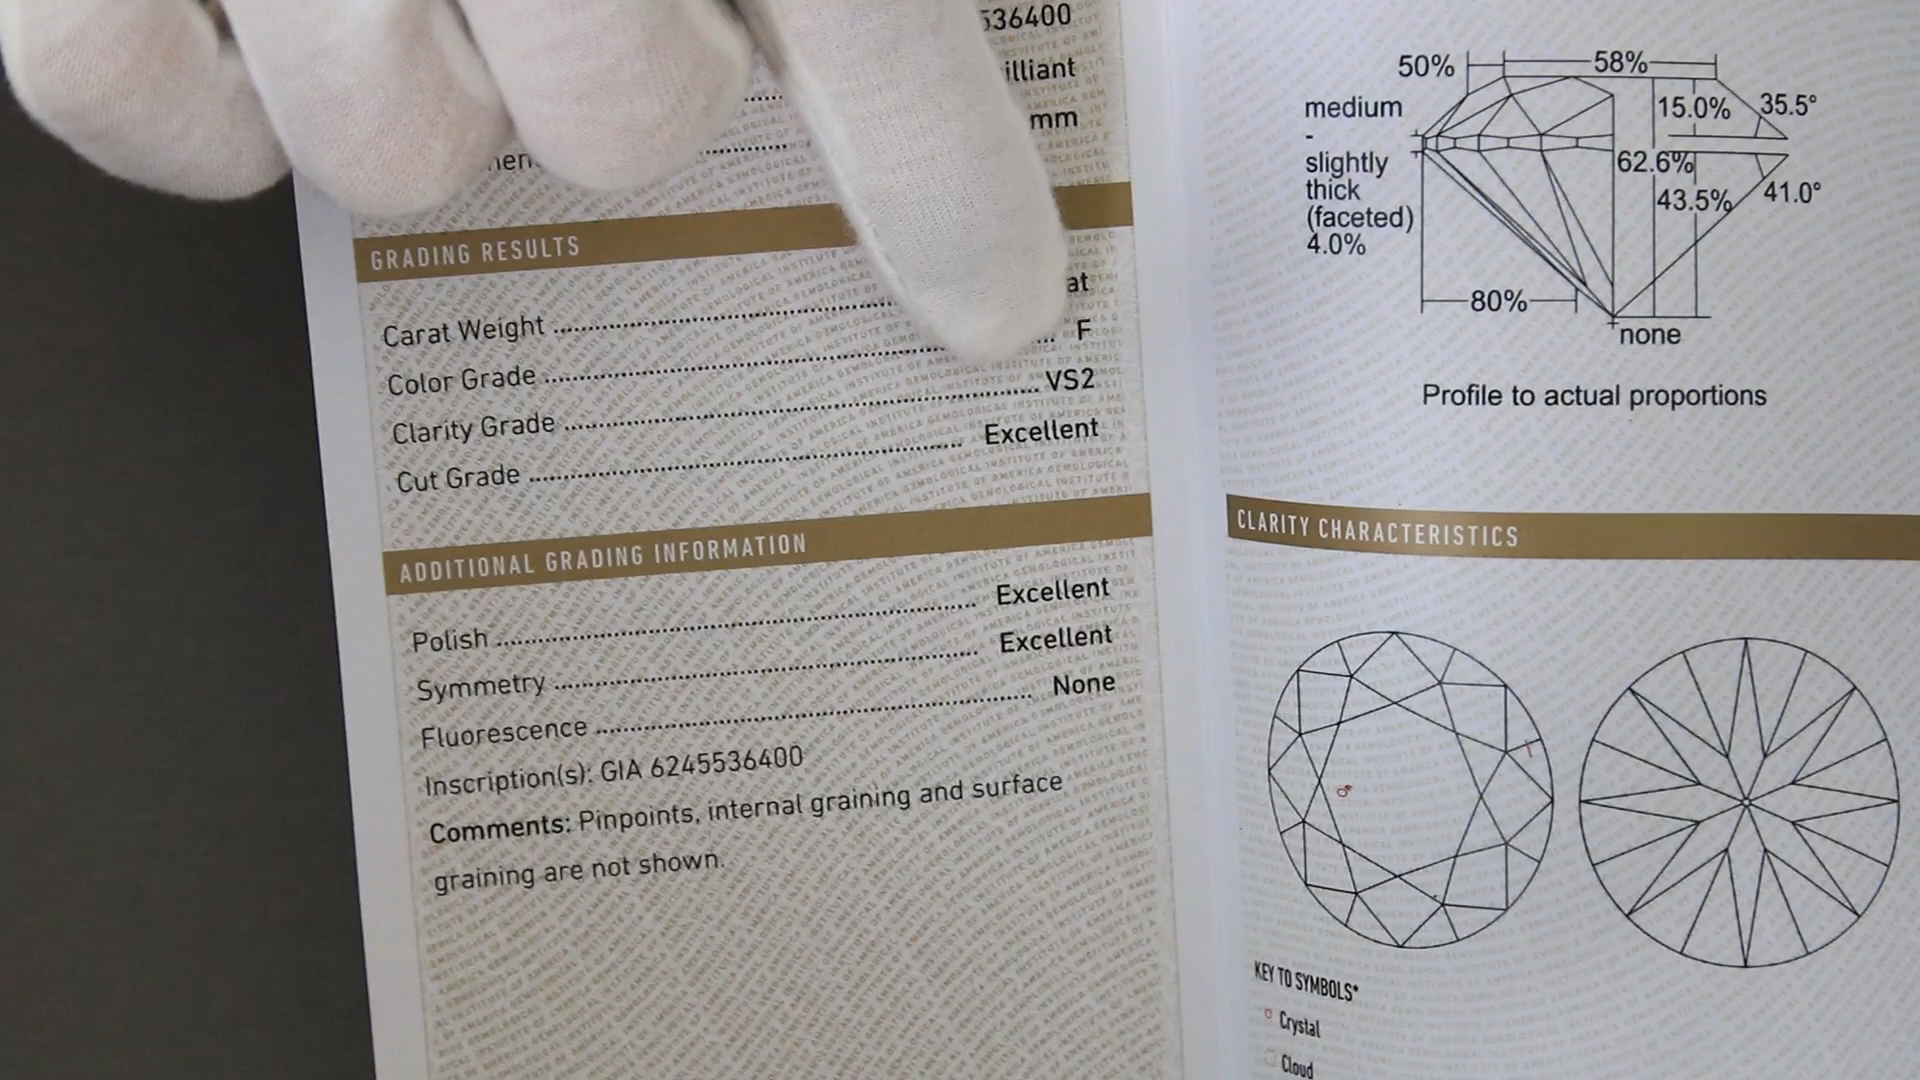 536400
illiant
mm
GRADING RESULTS
at
Carat Weight
Color Grade F
Clarity Grade VS2
Cut Grade Excellent
ADDITIONAL GRADING INFORMATION
Polish Excellent
Symmetry Excellent
Fluorescence None
Inscription(s): GIA 6245536400
Comments: Pinpoints, internal graining and surface
graining are not shown.
50% 58%
medium 15.0% 35.5°
-
slightly 62.6%
thick 43.5% 41.0°
(faceted)
4.0%
80%
none
Profile to actual proportions
CLARITY CHARACTERISTICS
KEY TO SYMBOLS*
Crystal
Cloud